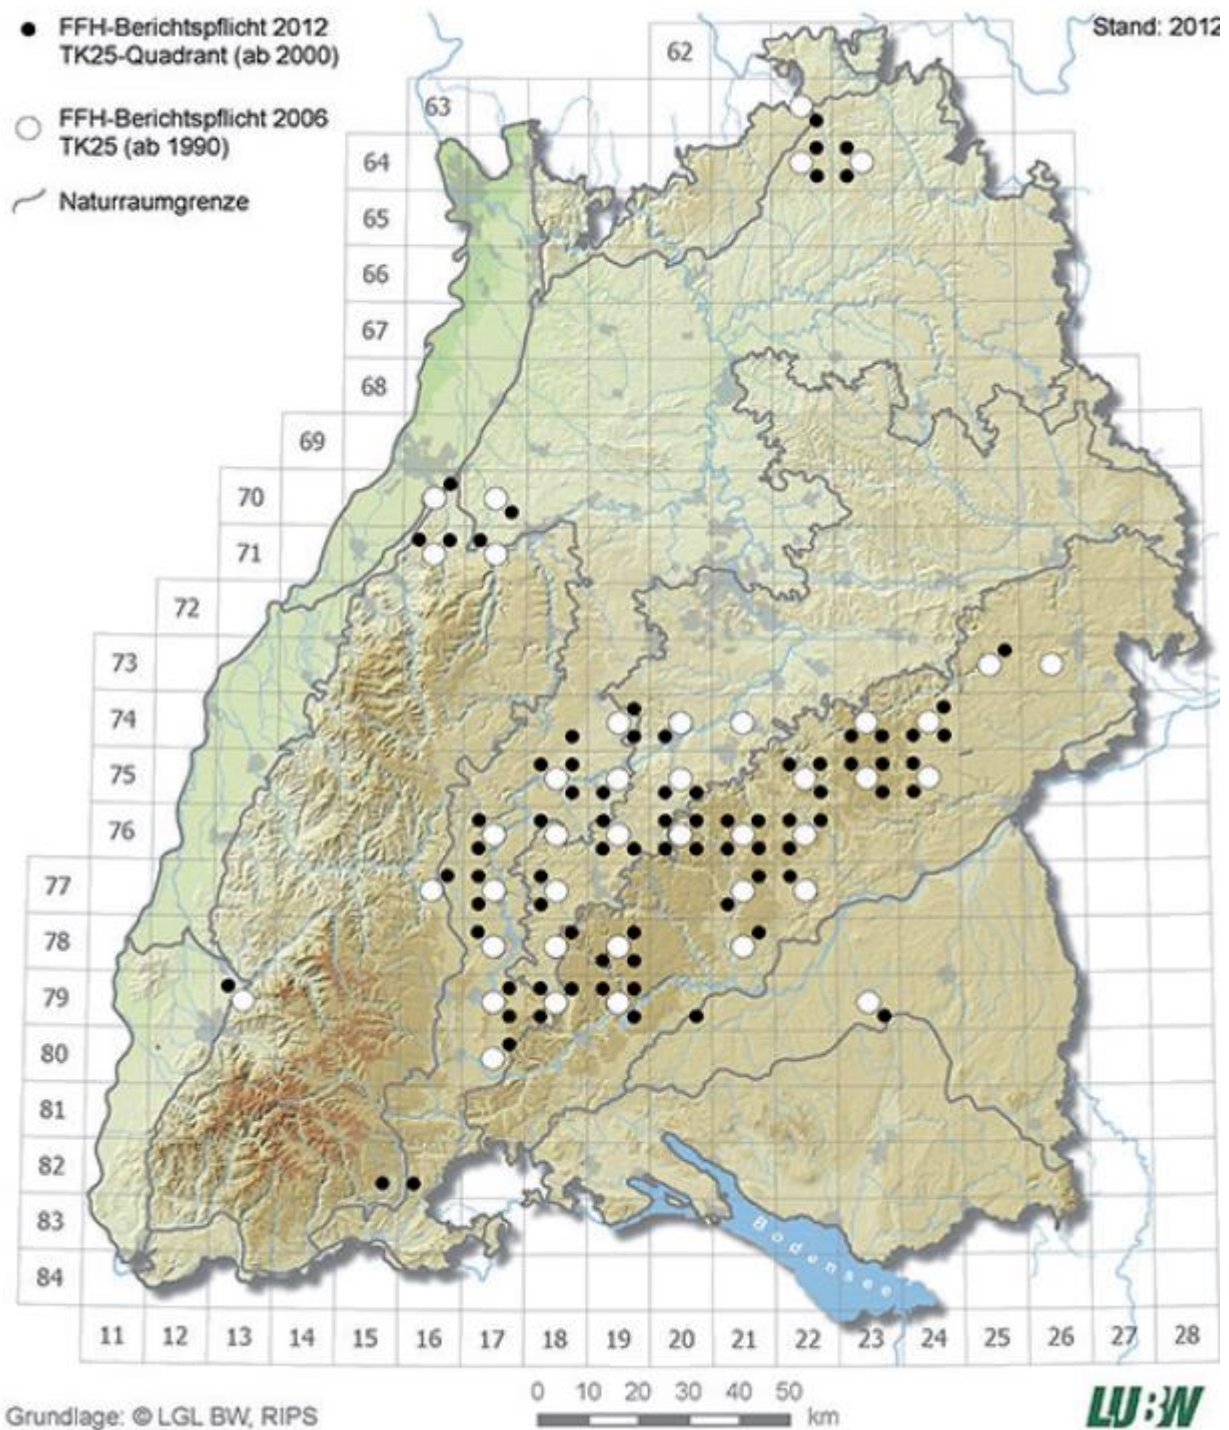 FFH-Berichtspflicht 2012
TK25-Quadrant (ab 2000)
FFH-Berichtspflicht 2006
TK25 (ab 1990)
Naturraumgrenze
Stand: 2012
62
63
64
65
66
67
68
69
70
71
72
73
74
75
76
77
78
79
80
81
82
83
84
Bodensee
11 12 13 14 15 16 17 18 19 20 21 22 23 24 25 26 27 28
0 10 20 30 40 50
km
Grundlage: © LGL BW, RIPS
LUBW